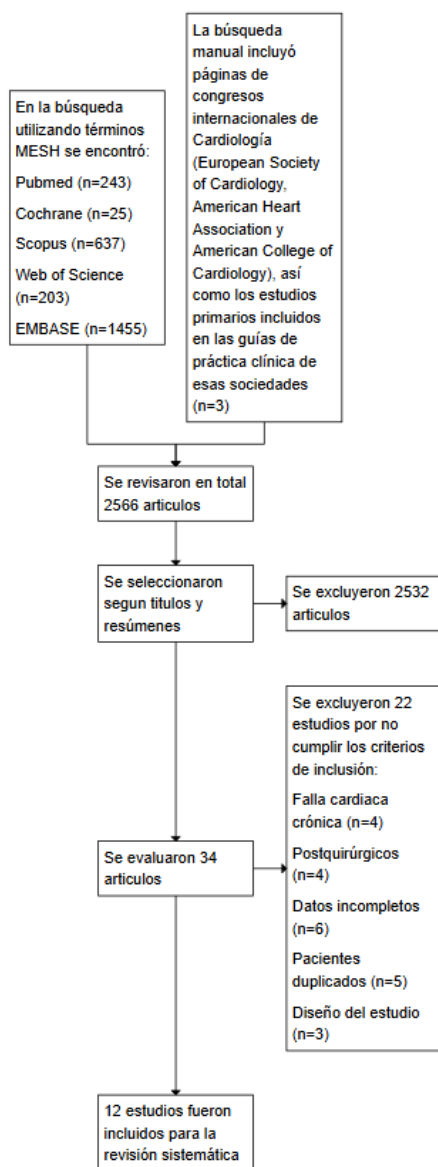 En la búsqueda
utilizando términos
MESH se encontró:
Pubmed (n=243)
Cochrane (n=25)
Scopus (n=637)
Web of Science
(n=203)
EMBASE (n=1455)
La búsqueda
manual incluyó
páginas de
congresos
internacionales de
Cardiología
(European Society
of Cardiology,
American Heart
Association y
American College of
Cardiology), así
como los estudios
primarios incluidos
en las guías de
práctica clínica de
esas sociedades
(n=3)
Se revisaron en total
2566 articulos
Se seleccionaron
segun titulos y
resúmenes
Se excluyeron 2532
articulos
Se evaluaron 34
articulos
Se excluyeron 22
estudios por no
cumplir los criterios
de inclusión:
Falla cardiaca
crónica (n=4)
Postquirúrgicos
(n=4)
Datos incompletos
(n=6)
Pacientes
duplicados (n=5)
Diseño del estudio
(n=3)
12 estudios fueron
incluidos para la
revisión sistemática